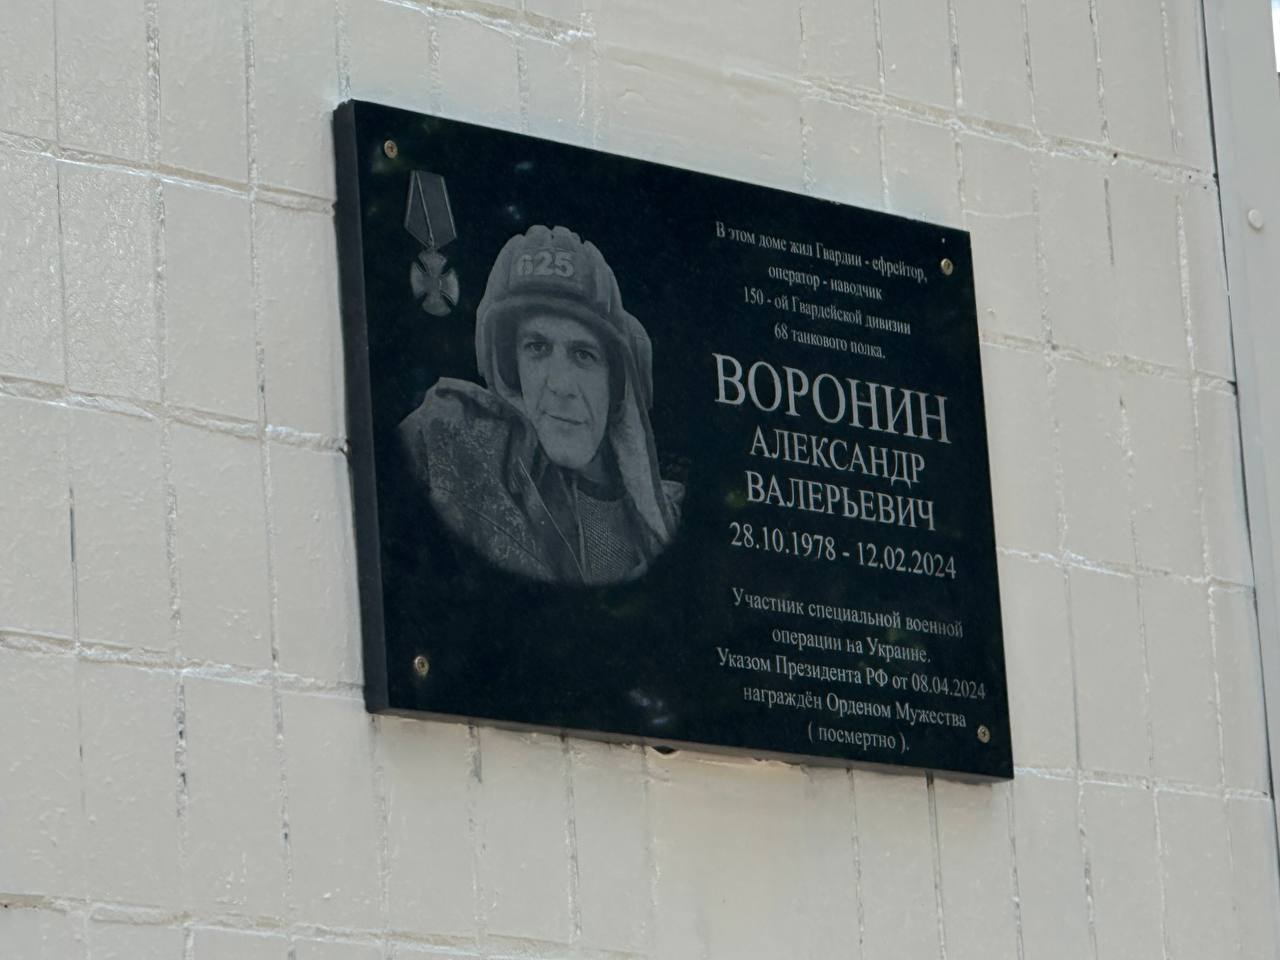 625
В этом доме жил Гвардии - ефрейтор,
оператор - наводчик
150 - ой Гвардейской дивизии
68 танкового полка.
ВОРОНИН
АЛЕКСАНДР
ВАЛЕРЬЕВИЧ
28.10.1978 - 12.02.2024
Участник специальной военной
операции на Украине.
Указом Президента РФ от 08.04.2024
награждён Орденом Мужества
( посмертно ).